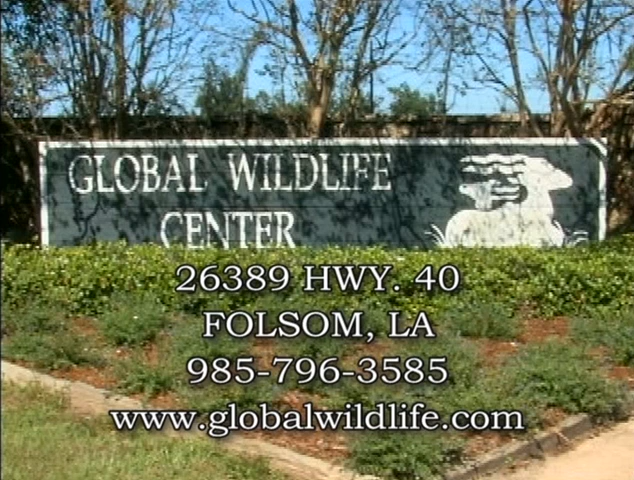 GLOBAL WILDLIFE
CENTER
26389 HWY. 40
FOLSOM, LA
985-796-3585
www.globalwildlife.com